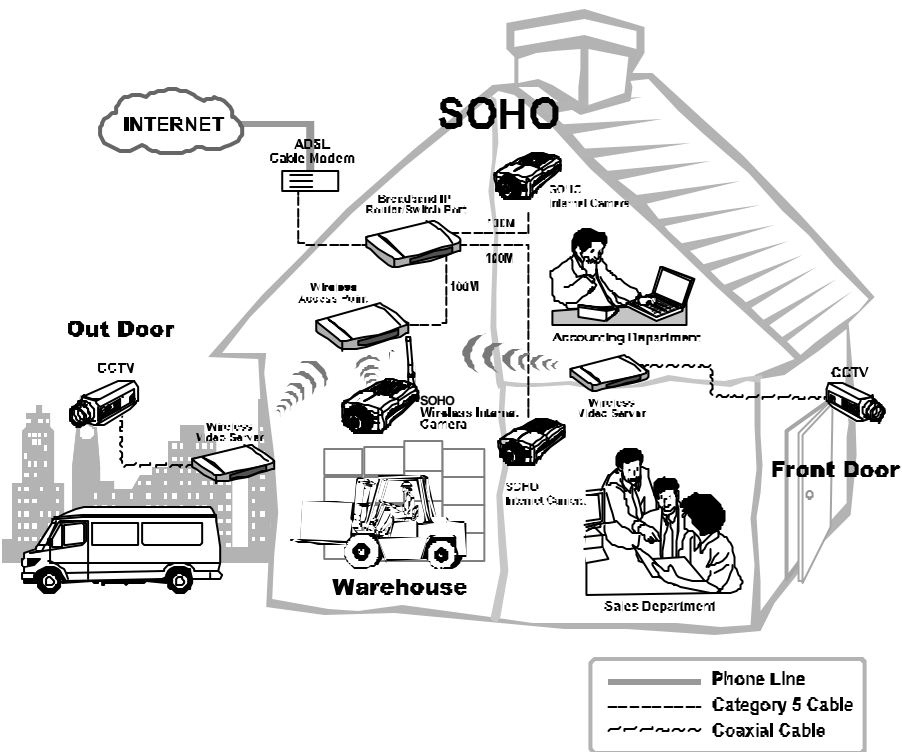 SOHO
INTERNET
ADSL
Cable Modem
Broadband IP
Router/Switch Port
SOHO
Internet Camera
100M
100M
100M
Wireless
Access Point
Out Door
Accounting Department
CCTV
CCTV
SOHO
Wireless Internet
Camera
Wireless
Video Server
Wireless
Video Server
Front Door
SOHO
Internet Camera
Warehouse
Sales Department
Phone Line
Category 5 Cable
Coaxial Cable